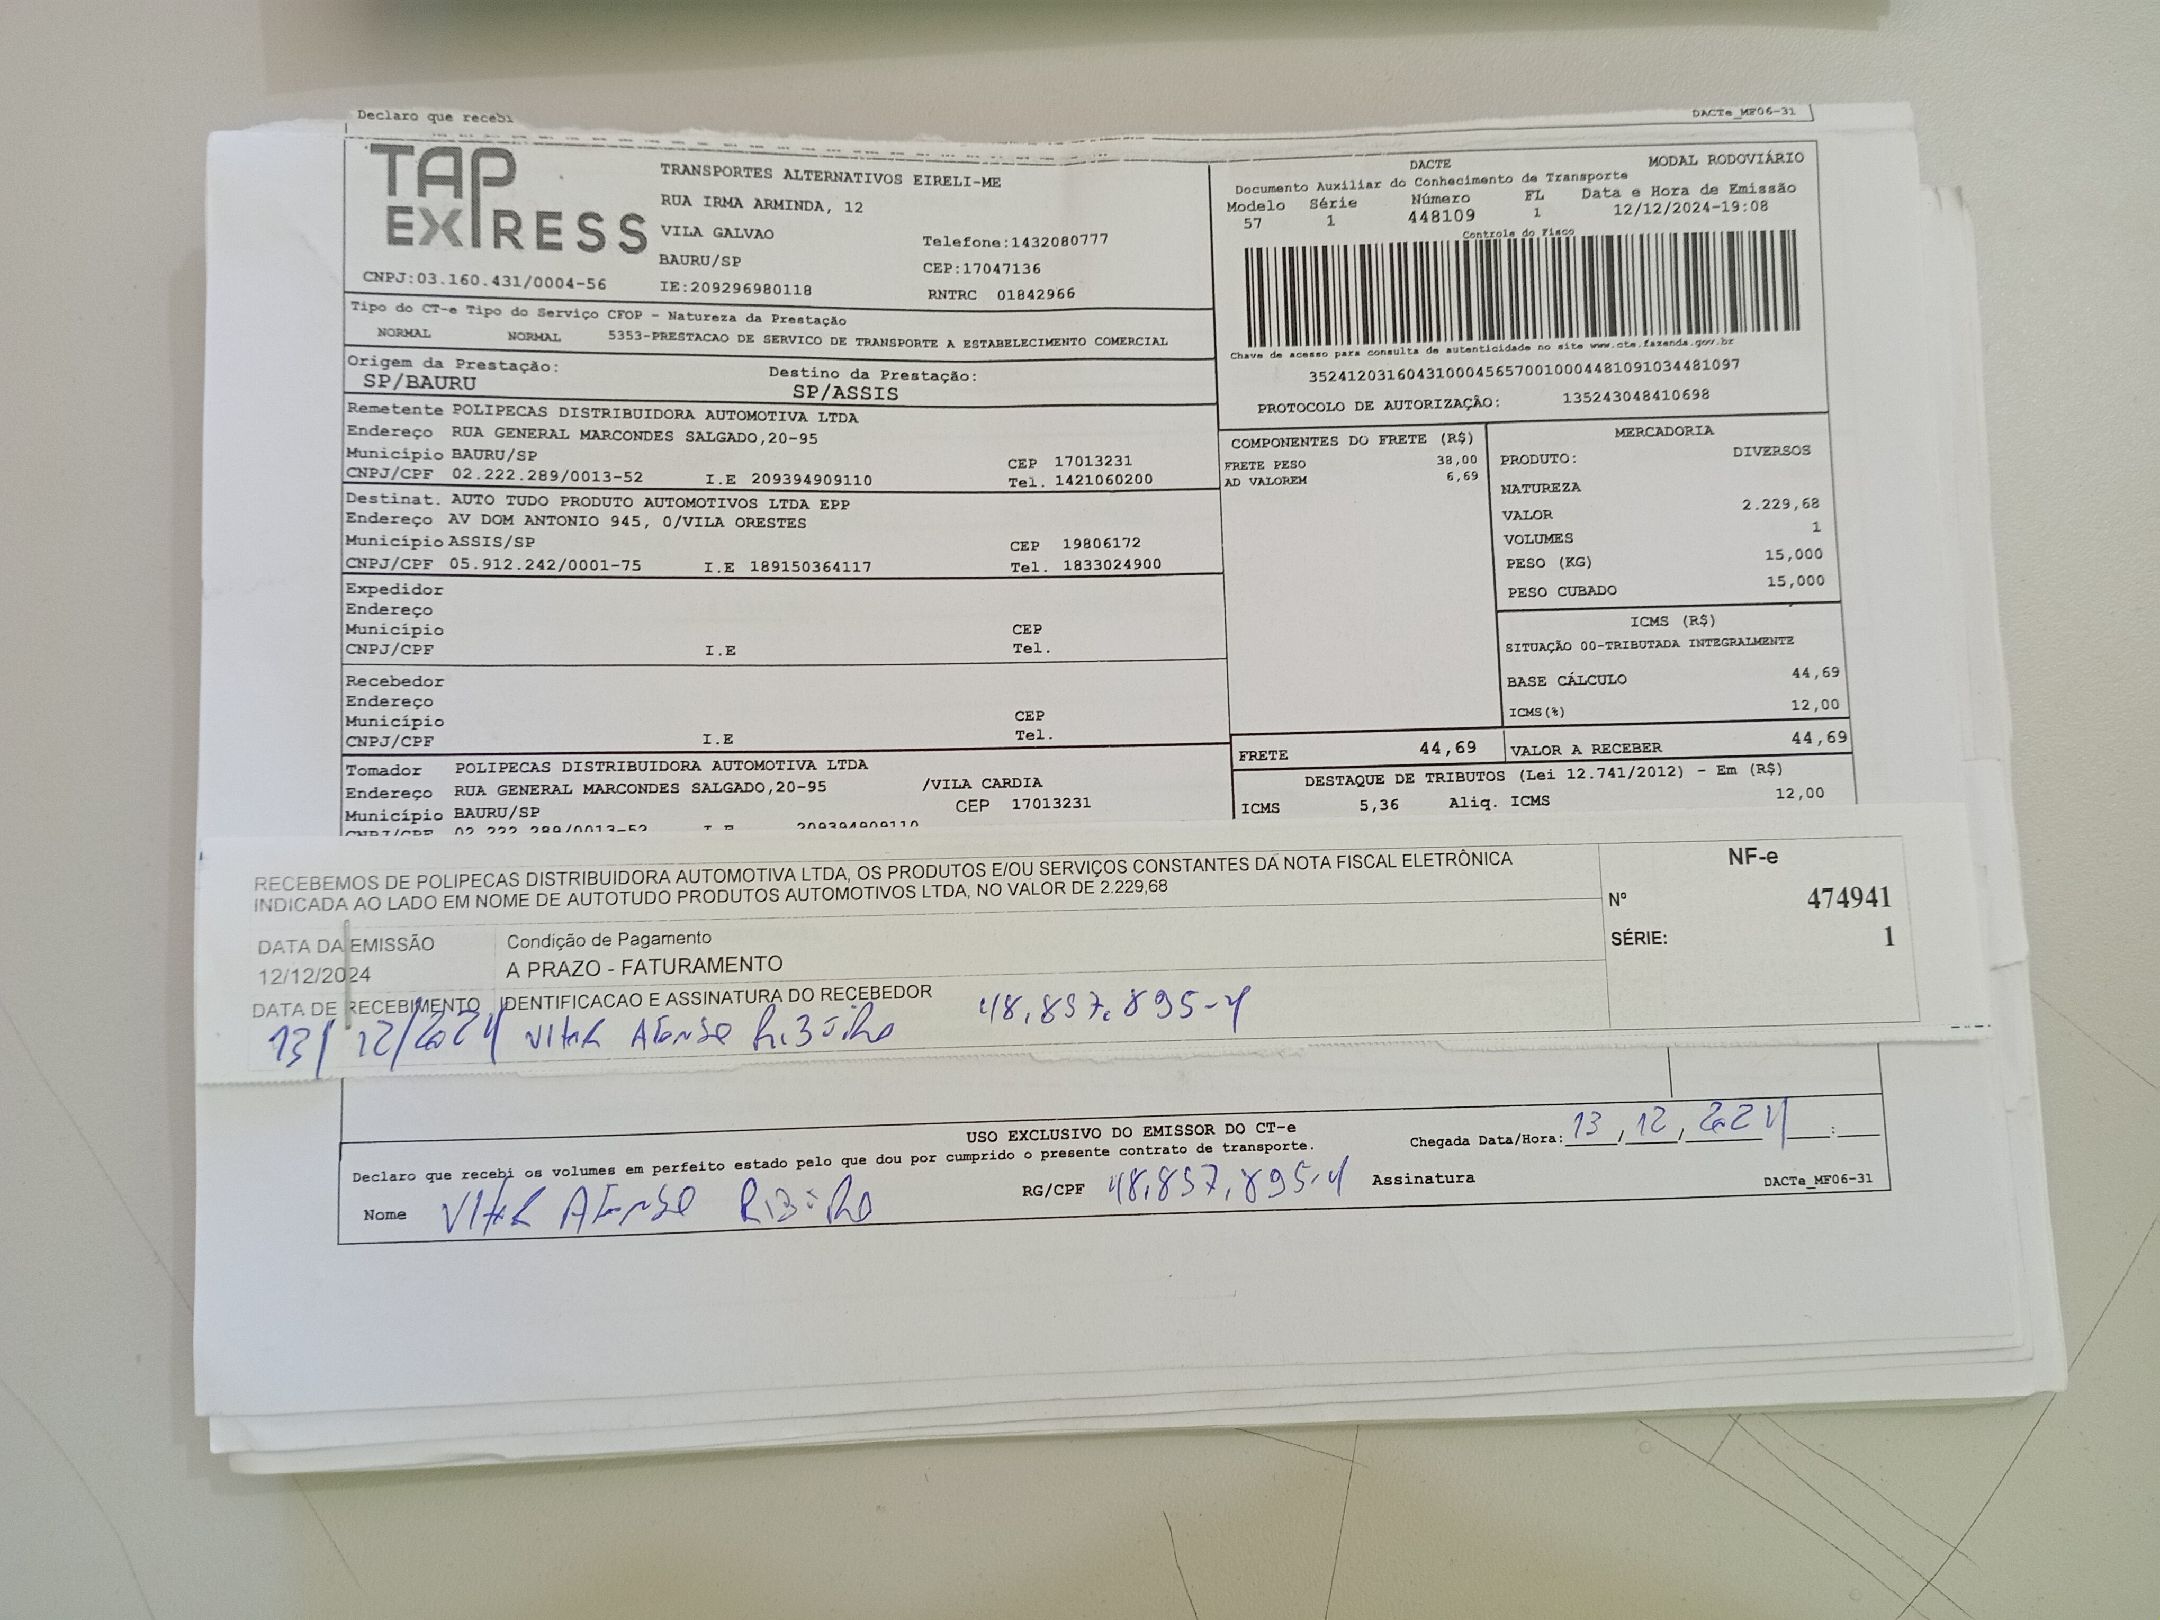 Declaro que recebi
DACTe_MF06-31
TAP EXPRESS
TRANSPORTES ALTERNATIVOS EIRELI-ME
RUA IRMA ARMINDA, 12
VILA GALVAO Telefone:1432080777
BAURU/SP CEP:17047136
CNPJ:03.160.431/0004-56 IE:209296980118 RNTRC 01842966
DACTE MODAL RODOVIÁRIO
Documento Auxiliar do Conhecimento de Transporte
Modelo Série Número FL Data e Hora de Emissão
57 1 448109 1 12/12/2024-19:08
Controle do Fisco
Chave de acesso para consulta de autenticidade no site www.cte.fazenda.gov.br
35241203160431000456570010004481091034481097
PROTOCOLO DE AUTORIZAÇÃO: 135243048410698
Tipo do CT-e Tipo do Serviço CFOP - Natureza da Prestação
NORMAL NORMAL 5353-PRESTACAO DE SERVICO DE TRANSPORTE A ESTABELECIMENTO COMERCIAL
Origem da Prestação: Destino da Prestação:
SP/BAURU SP/ASSIS
Remetente POLIPECAS DISTRIBUIDORA AUTOMOTIVA LTDA
Endereço RUA GENERAL MARCONDES SALGADO,20-95
Município BAURU/SP CEP 17013231
CNPJ/CPF 02.222.289/0013-52 I.E 209394909110 Tel. 1421060200
Destinat. AUTO TUDO PRODUTO AUTOMOTIVOS LTDA EPP
Endereço AV DOM ANTONIO 945, 0/VILA ORESTES
Município ASSIS/SP CEP 19806172
CNPJ/CPF 05.912.242/0001-75 I.E 189150364117 Tel. 1833024900
Expedidor
Endereço
Município CEP
CNPJ/CPF I.E Tel.
Recebedor
Endereço
Município CEP
CNPJ/CPF I.E Tel.
Tomador POLIPECAS DISTRIBUIDORA AUTOMOTIVA LTDA
Endereço RUA GENERAL MARCONDES SALGADO,20-95 /VILA CARDIA
Município BAURU/SP CEP 17013231
CNPJ/CPF 02.222.289/0013-52 I.E 209394909110
COMPONENTES DO FRETE (R$)
FRETE PESO 38,00
AD VALOREM 6,69
MERCADORIA
PRODUTO: DIVERSOS
NATUREZA
VALOR 2.229,68
VOLUMES 1
PESO (KG) 15,000
PESO CUBADO 15,000
ICMS (R$)
SITUAÇÃO 00-TRIBUTADA INTEGRALMENTE
BASE CÁLCULO 44,69
ICMS(%) 12,00
FRETE 44,69 VALOR A RECEBER 44,69
DESTAQUE DE TRIBUTOS (Lei 12.741/2012) - Em (R$)
ICMS 5,36 Aliq. ICMS 12,00
RECEBEMOS DE POLIPECAS DISTRIBUIDORA AUTOMOTIVA LTDA, OS PRODUTOS E/OU SERVIÇOS CONSTANTES DA NOTA FISCAL ELETRÔNICA
INDICADA AO LADO EM NOME DE AUTOTUDO PRODUTOS AUTOMOTIVOS LTDA, NO VALOR DE 2.229,68
NF-e
Nº 474941
SÉRIE: 1
DATA DA EMISSÃO Condição de Pagamento
12/12/2024 A PRAZO - FATURAMENTO
DATA DE RECEBIMENTO IDENTIFICACAO E ASSINATURA DO RECEBEDOR
13/12/2024 Vitor Afonso Ribeiro 48.857.895-4
USO EXCLUSIVO DO EMISSOR DO CT-e
Chegada Data/Hora: 13, 12, 2024 :
Declaro que recebi os volumes em perfeito estado pelo que dou por cumprido o presente contrato de transporte.
Nome Vitor Afonso Ribeiro RG/CPF 48.857.895-4 Assinatura
DACTe_MF06-31